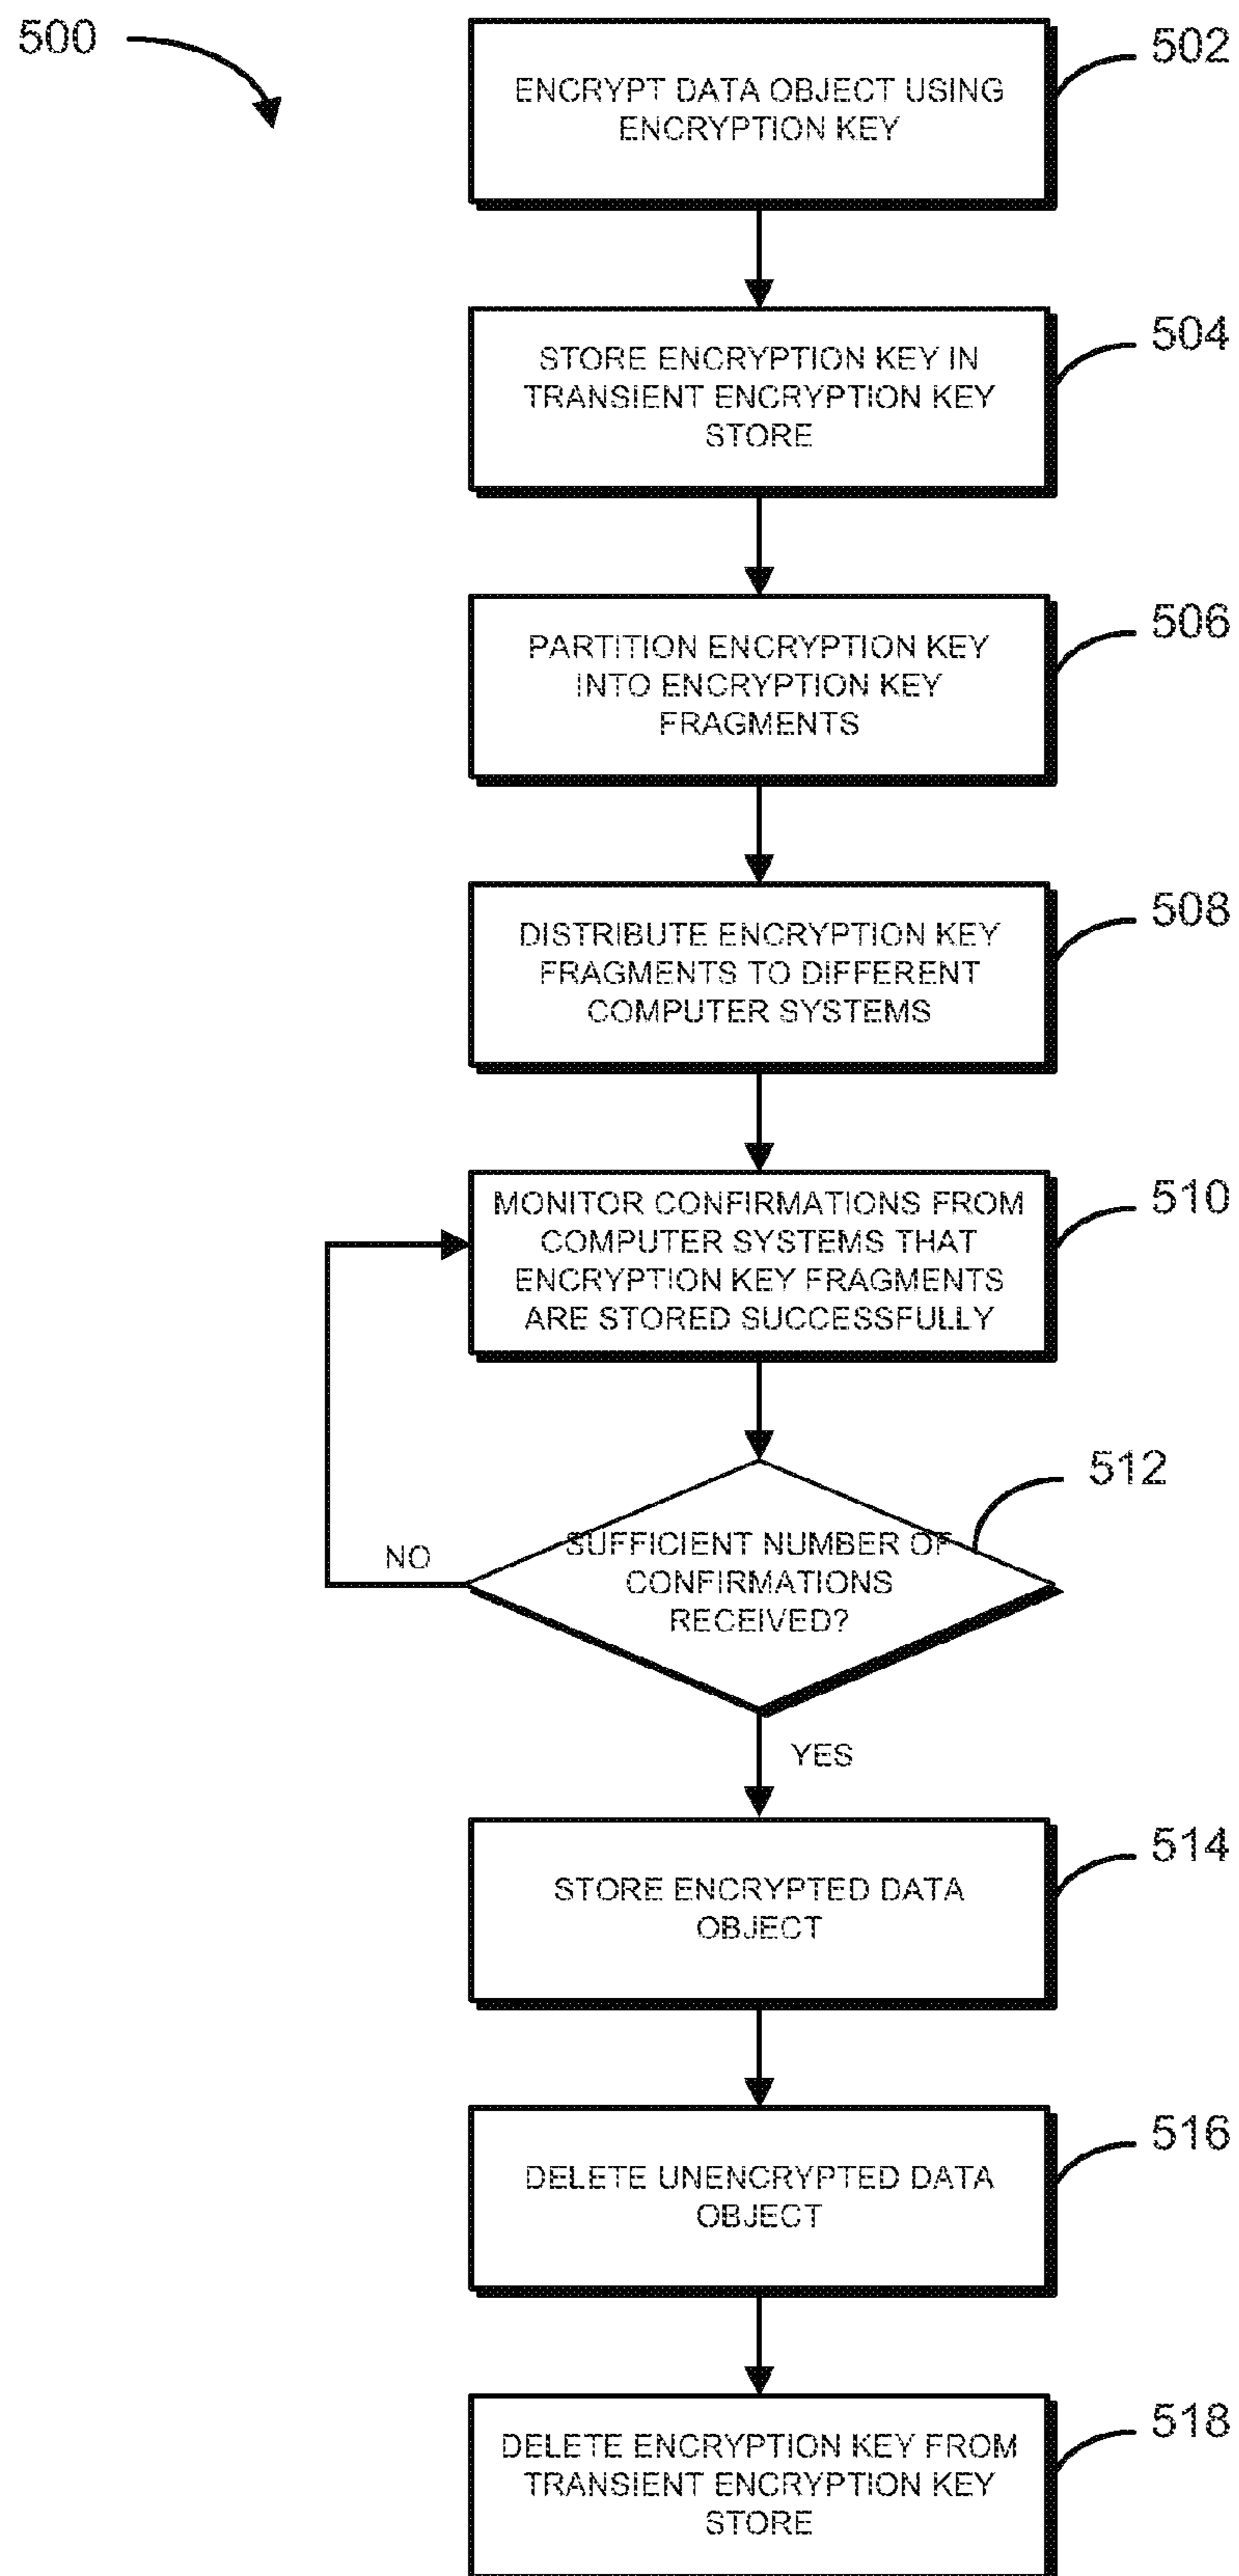 500
502
ENCRYPT DATA OBJECT USING
ENCRYPTION KEY
504
STORE ENCRYPTION KEY IN
TRANSIENT ENCRYPTION KEY
STORE
506
PARTITION ENCRYPTION KEY
INTO ENCRYPTION KEY
FRAGMENTS
508
DISTRIBUTE ENCRYPTION KEY
FRAGMENTS TO DIFFERENT
COMPUTER SYSTEMS
510
MONITOR CONFIRMATIONS FROM
COMPUTER SYSTEMS THAT
ENCRYPTION KEY FRAGMENTS
ARE STORED SUCCESSFULLY
512
SUFFICIENT NUMBER OF
CONFIRMATIONS
RECEIVED?
NO
YES
514
STORE ENCRYPTED DATA
OBJECT
516
DELETE UNENCRYPTED DATA
OBJECT
518
DELETE ENCRYPTION KEY FROM
TRANSIENT ENCRYPTION KEY
STORE